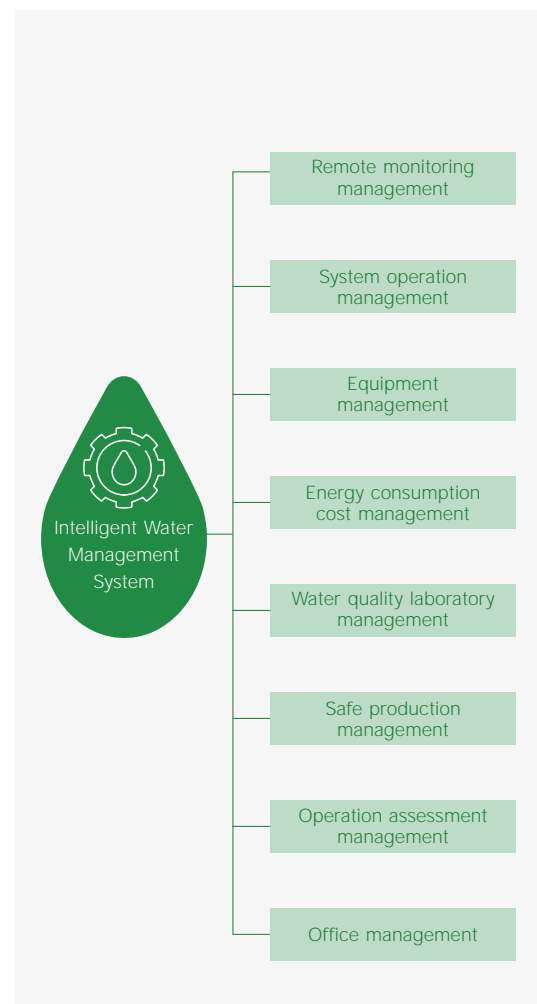 Remote monitoring
management
System operation
management
Equipment
management
Energy consumption
cost management
Intelligent Water
Management
System
Water quality laboratory
management
Safe production
management
Operation assessment
management
Office management